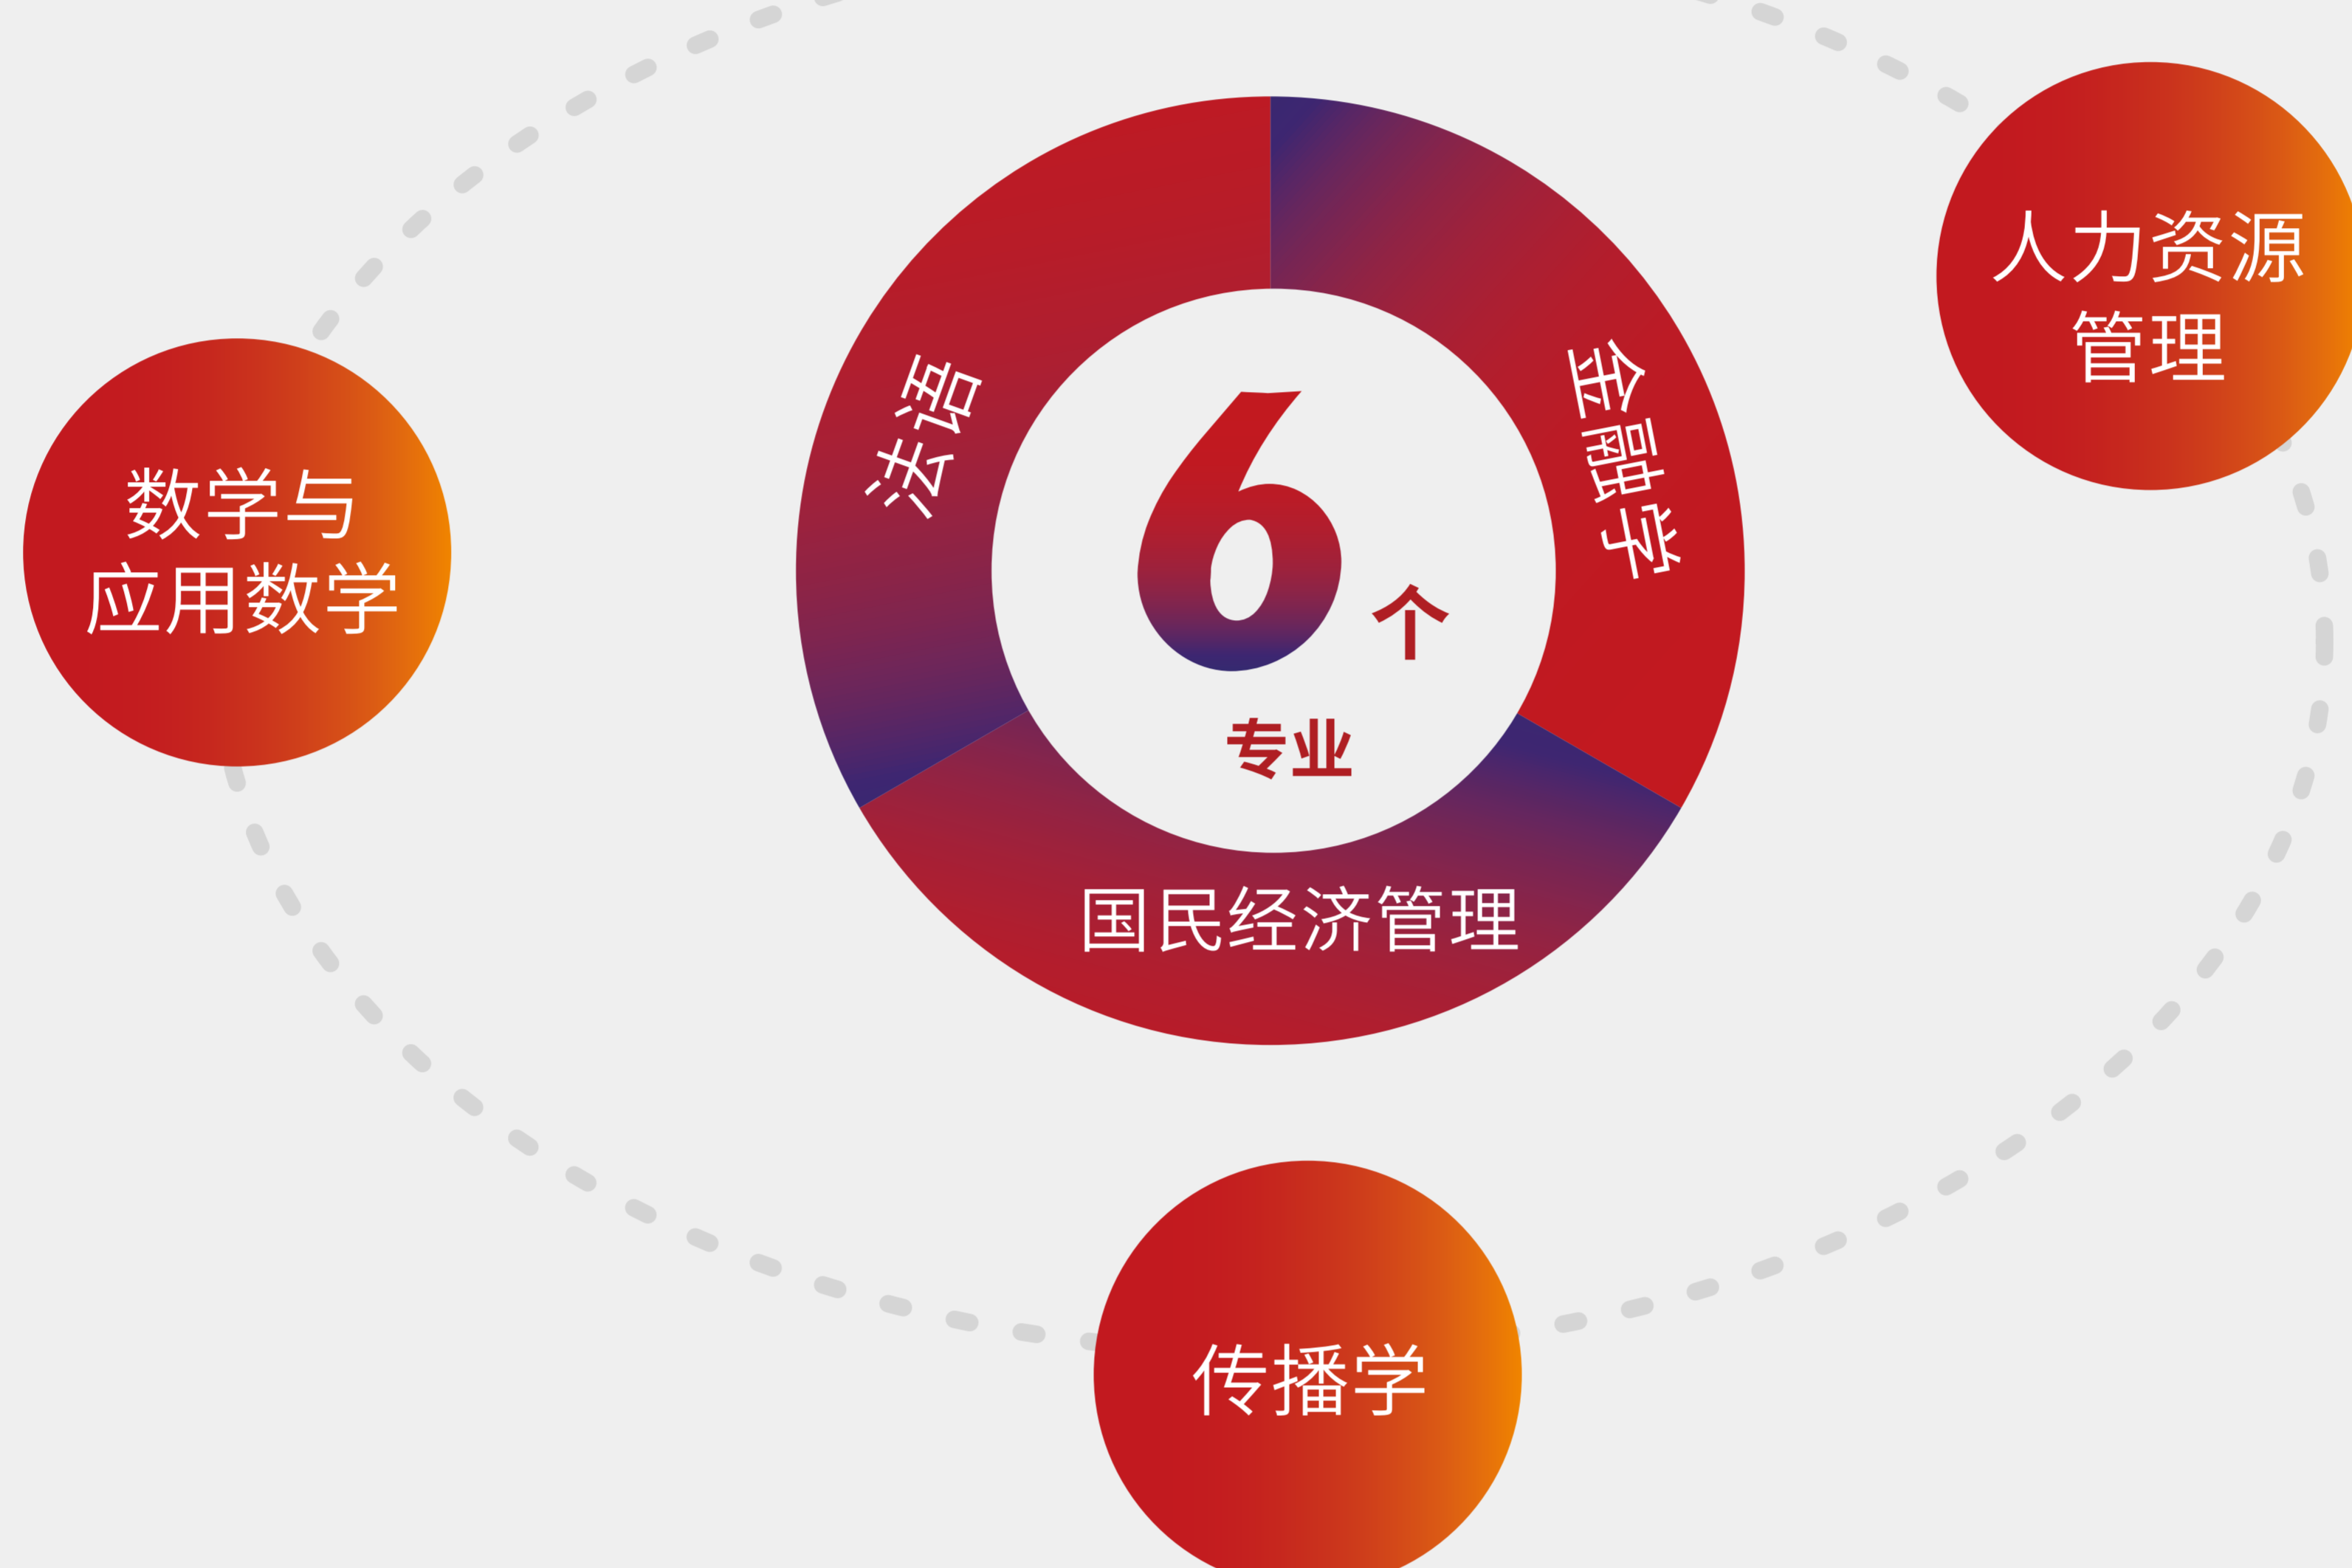 人力资源
管理
法语
金融学
6个
专业
数学与
应用数学
国民经济管理
传播学